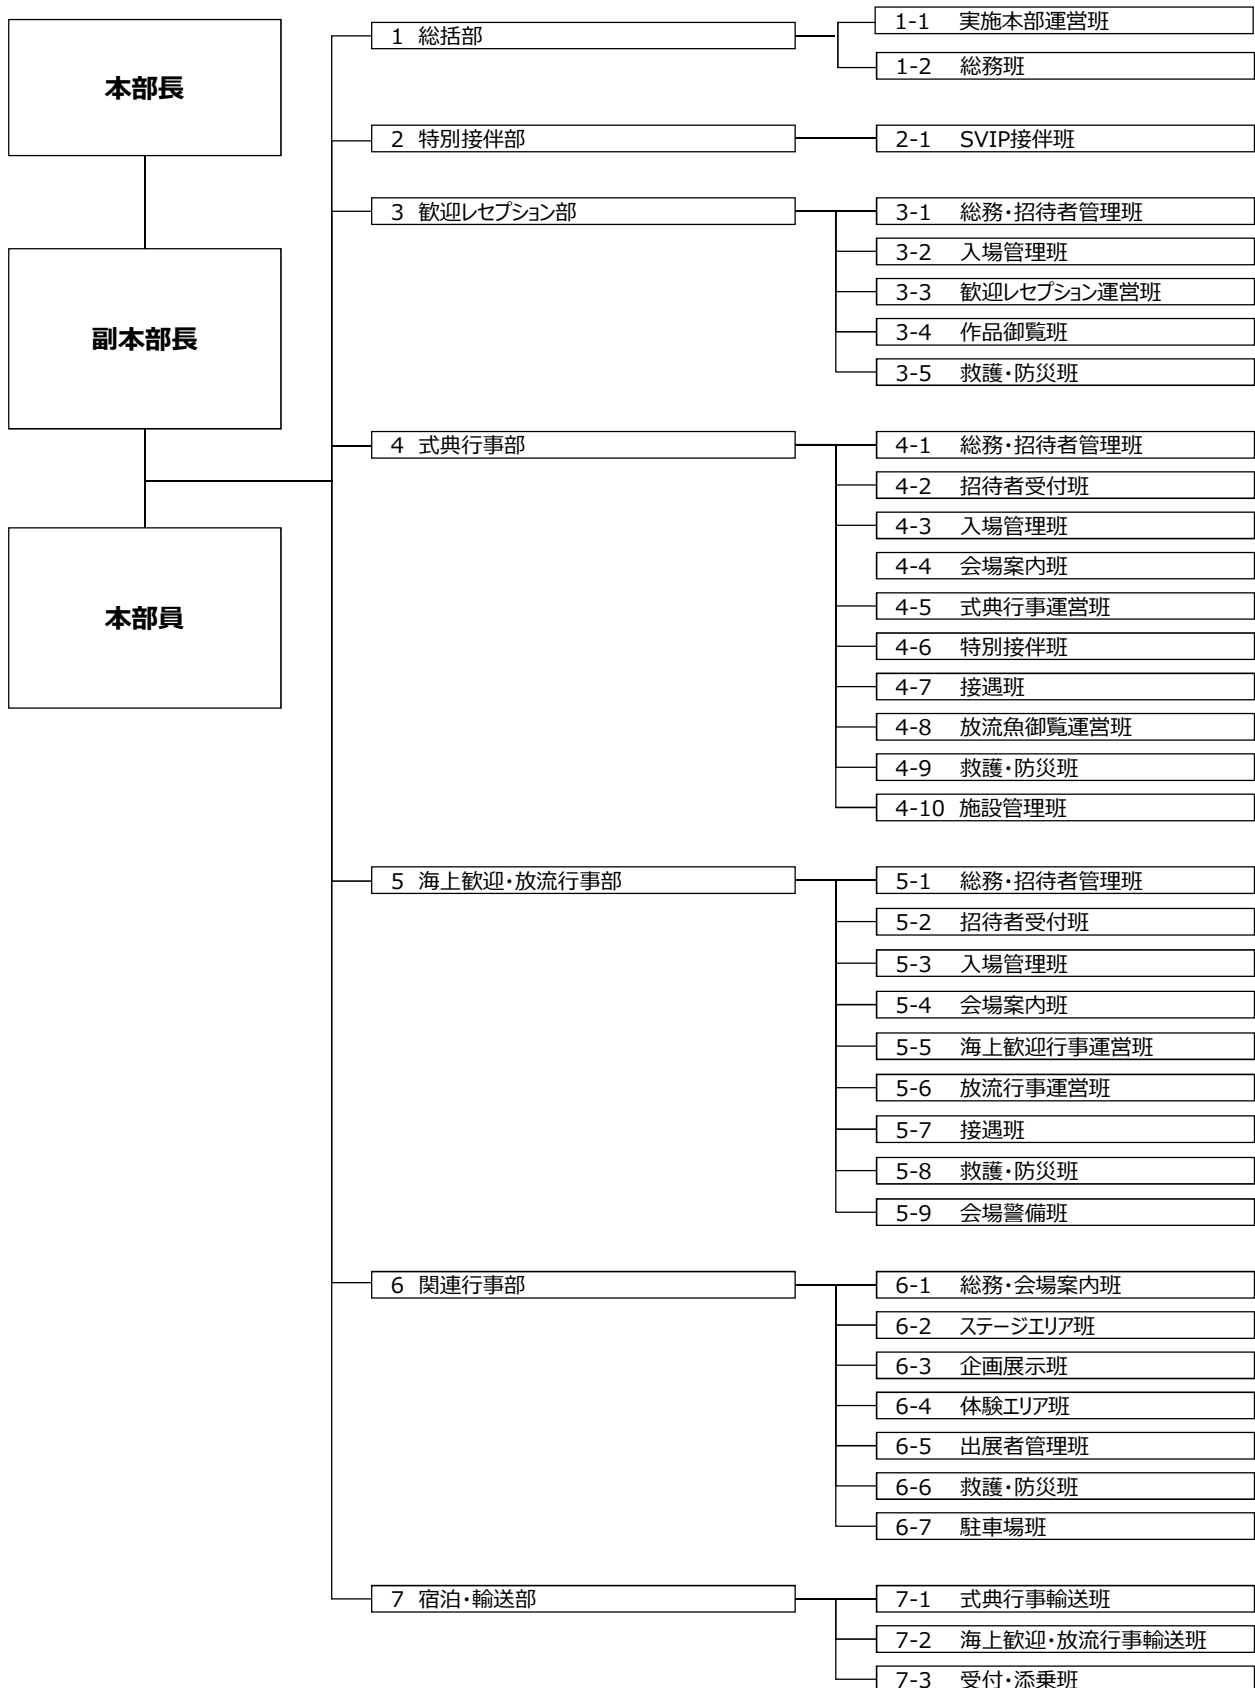 本部長
副本部長
本部員
1 総括部
1-1 実施本部運営班
1-2 総務班
2 特別接伴部
2-1 SVIP接伴班
3 歓迎レセプション部
3-1 総務・招待者管理班
3-2 入場管理班
3-3 歓迎レセプション運営班
3-4 作品御覧班
3-5 救護・防災班
4 式典行事部
4-1 総務・招待者管理班
4-2 招待者受付班
4-3 入場管理班
4-4 会場案内班
4-5 式典行事運営班
4-6 特別接伴班
4-7 接遇班
4-8 放流魚御覧運営班
4-9 救護・防災班
4-10 施設管理班
5 海上歓迎・放流行事部
5-1 総務・招待者管理班
5-2 招待者受付班
5-3 入場管理班
5-4 会場案内班
5-5 海上歓迎行事運営班
5-6 放流行事運営班
5-7 接遇班
5-8 救護・防災班
5-9 会場警備班
6 関連行事部
6-1 総務・会場案内班
6-2 ステージエリア班
6-3 企画展示班
6-4 体験エリア班
6-5 出展者管理班
6-6 救護・防災班
6-7 駐車場班
7 宿泊・輸送部
7-1 式典行事輸送班
7-2 海上歓迎・放流行事輸送班
7-3 受付・添乗班